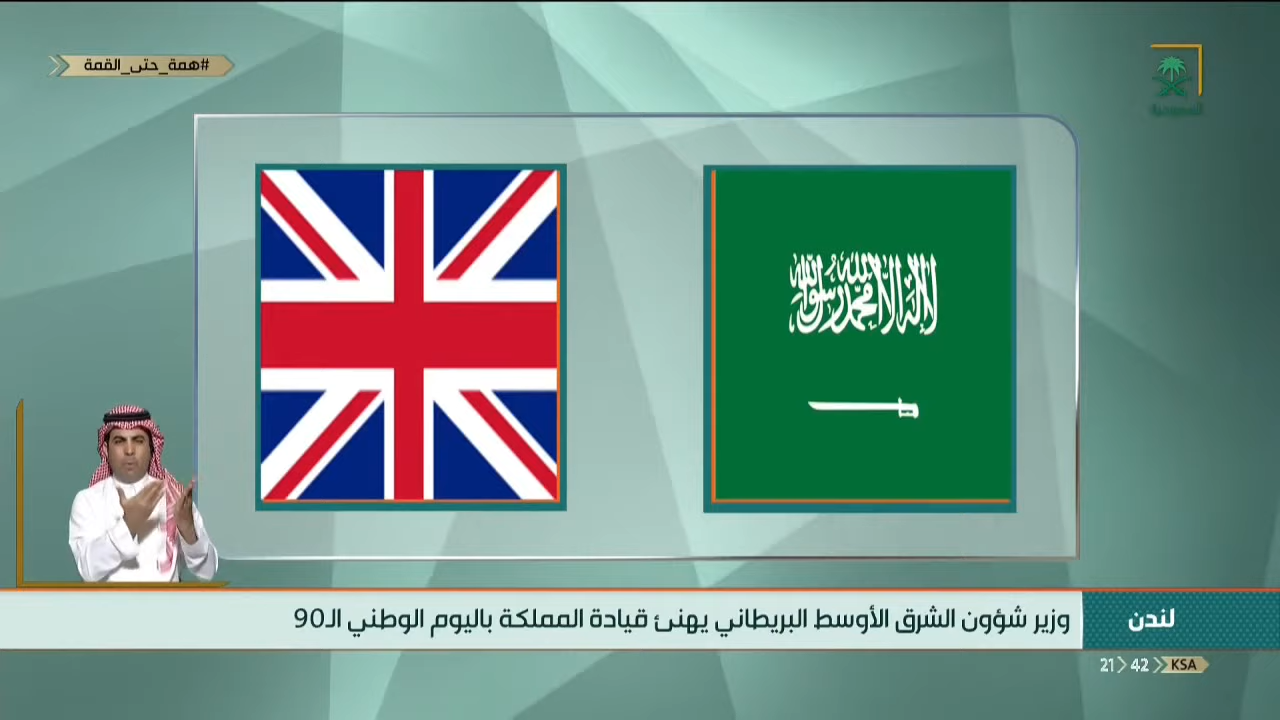 #همة_حتى_القمة
السعودية
لا إله إلا الله محمد رسول الله
لندن
وزير شؤون الشرق الأوسط البريطاني يهنئ قيادة المملكة باليوم الوطني الـ90
21 42 KSA